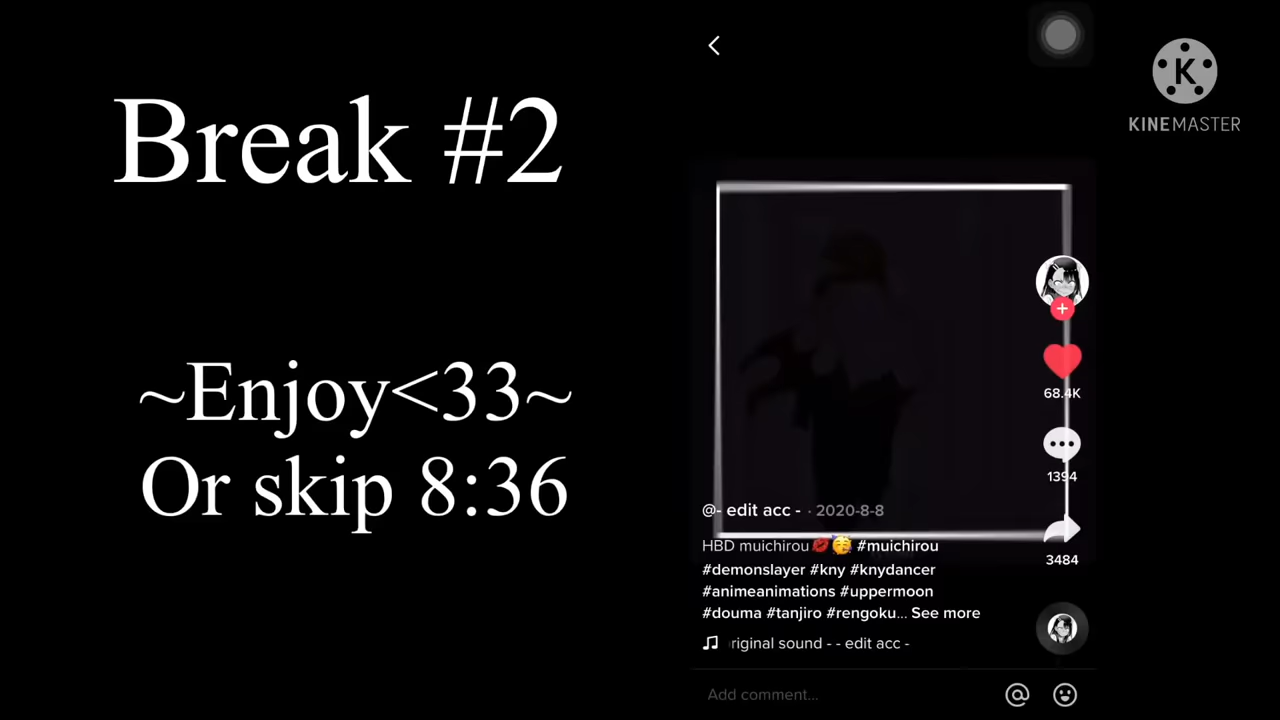 Break #2
~Enjoy<33~
Or skip 8:36
KINEMASTER
68.4K
1394
3484
@- edit acc - · 2020-8-8
HBD muichirou💋🥳 #muichirou
#demonslayer #kny #knydancer
#animeanimations #uppermoon
#douma #tanjiro #rengoku... See more
riginal sound - - edit acc -
Add comment...